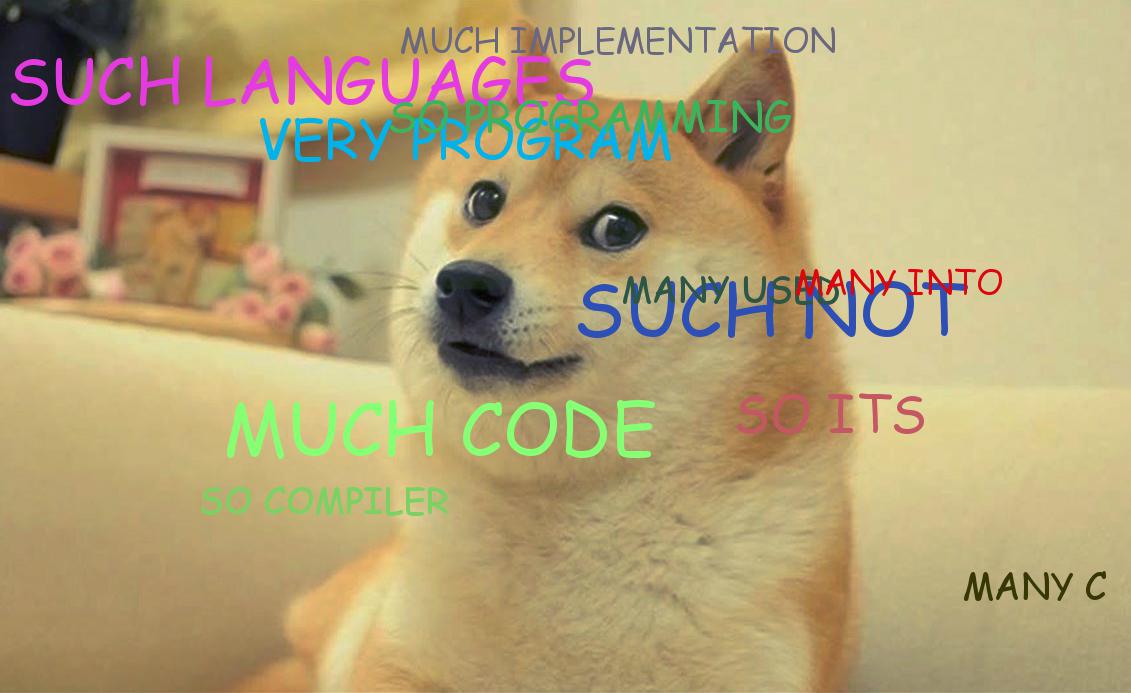 MUCH IMPLEMENTATION
SUCH LANGUAGES
SO PROGRAMMING
VERY PROGRAM
MANY USED
MANY INTO
SUCH NOT
MUCH CODE
SO ITS
SO COMPILER
MANY C